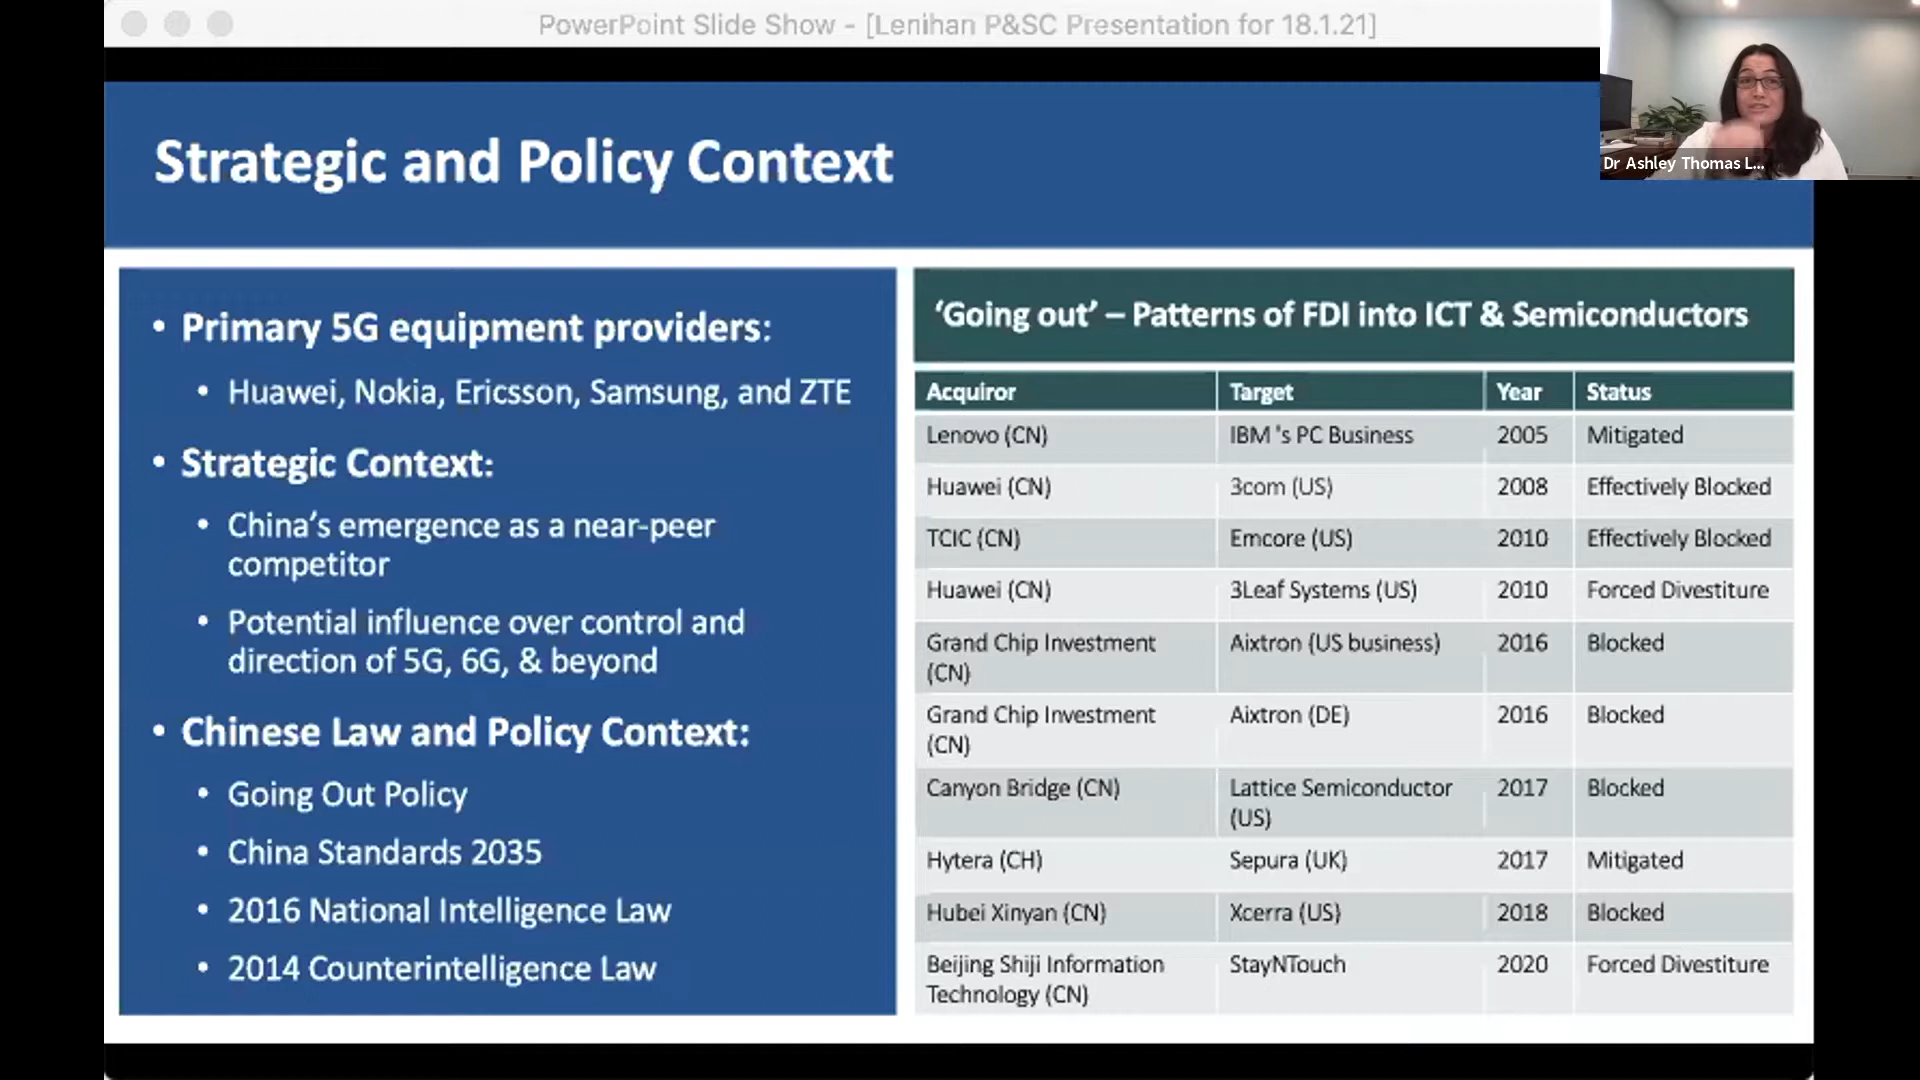 PowerPoint Slide Show - [Lenihan P&SC Presentation for 18.1.21]
Dr Ashley Thomas L...
Strategic and Policy Context
• Primary 5G equipment providers:
• Huawei, Nokia, Ericsson, Samsung, and ZTE
• Strategic Context:
• China's emergence as a near-peer
competitor
• Potential influence over control and
direction of 5G, 6G, & beyond
• Chinese Law and Policy Context:
• Going Out Policy
• China Standards 2035
• 2016 National Intelligence Law
• 2014 Counterintelligence Law
‘Going out’ – Patterns of FDI into ICT & Semiconductors
Acquiror Target Year Status
Lenovo (CN) IBM 's PC Business 2005 Mitigated
Huawei (CN) 3com (US) 2008 Effectively Blocked
TCIC (CN) Emcore (US) 2010 Effectively Blocked
Huawei (CN) 3Leaf Systems (US) 2010 Forced Divestiture
Grand Chip Investment Aixtron (US business) 2016 Blocked
(CN)
Grand Chip Investment Aixtron (DE) 2016 Blocked
(CN)
Canyon Bridge (CN) Lattice Semiconductor 2017 Blocked
(US)
Hytera (CH) Sepura (UK) 2017 Mitigated
Hubei Xinyan (CN) Xcerra (US) 2018 Blocked
Beijing Shiji Information StayNTouch 2020 Forced Divestiture
Technology (CN)